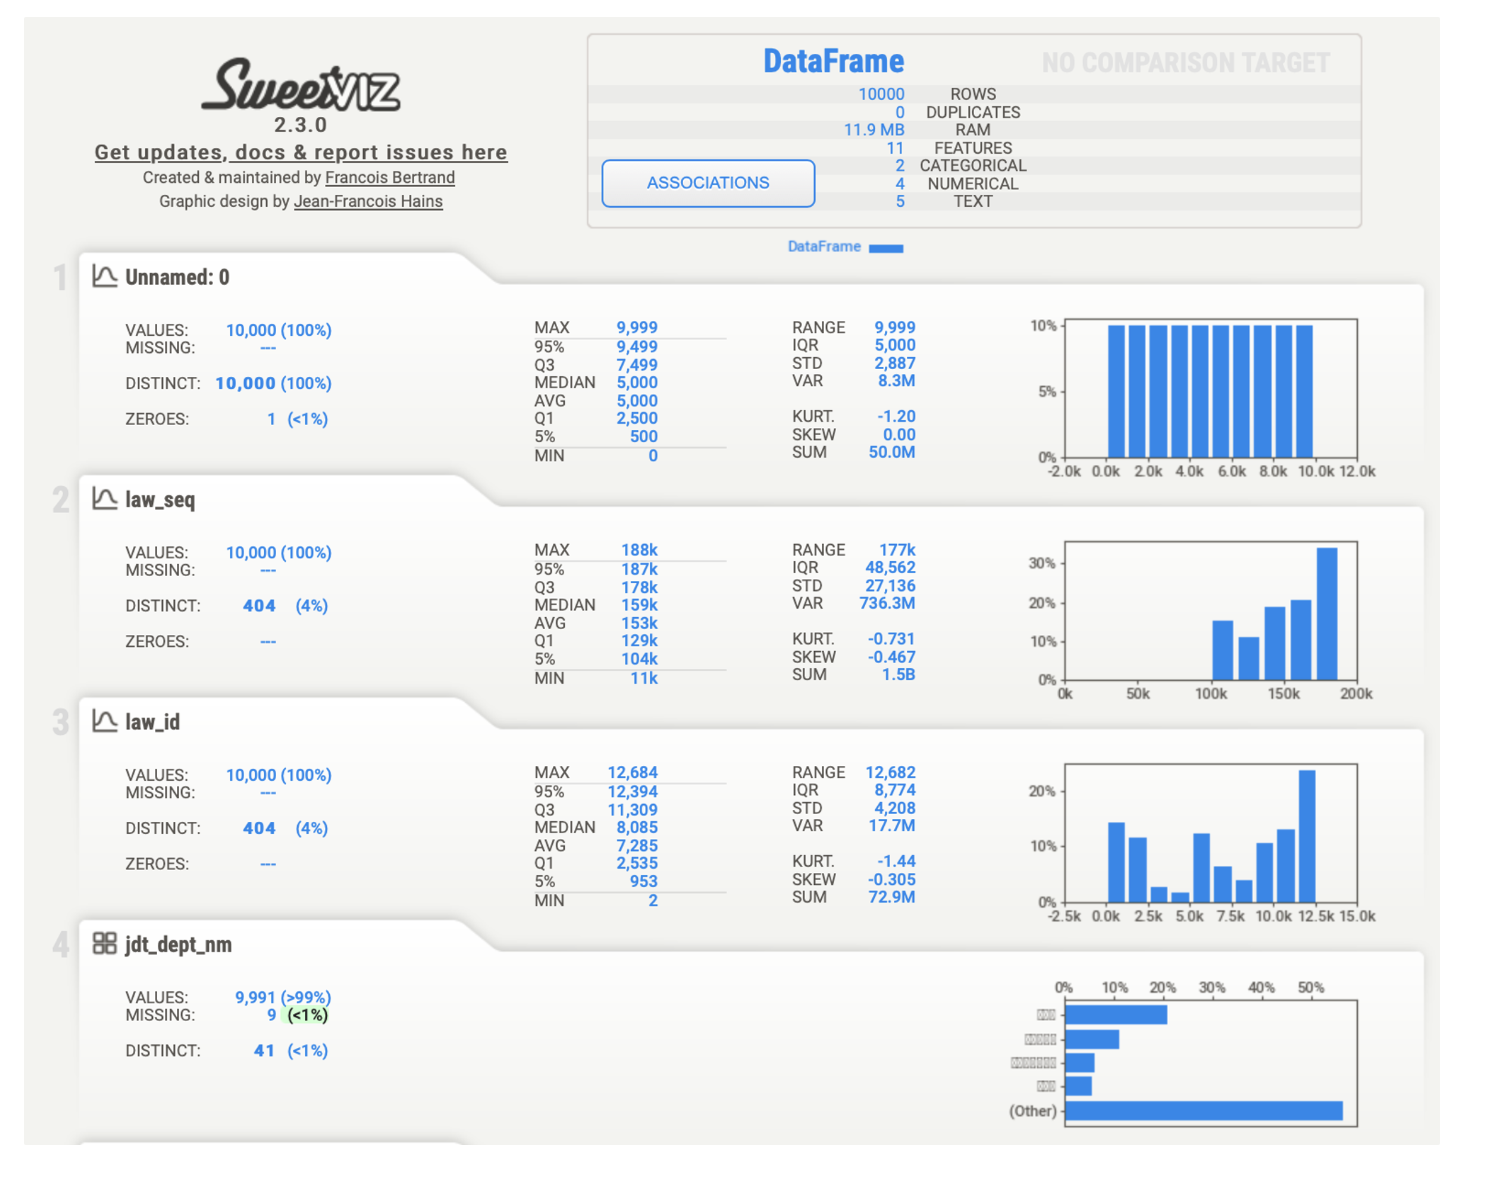 SweetVIZ
2.3.0
Get updates, docs & report issues here
Created & maintained by Francois Bertrand
Graphic design by Jean-Francois Hains
DataFrame NO COMPARISON TARGET
10000 ROWS
0 DUPLICATES
11.9 MB RAM
11 FEATURES
2 CATEGORICAL
4 NUMERICAL
5 TEXT
ASSOCIATIONS
DataFrame
1 Unnamed: 0
VALUES: 10,000 (100%)
MISSING: ---
DISTINCT: 10,000 (100%)
ZEROES: 1 (<1%)
MAX 9,999
95% 9,499
Q3 7,499
MEDIAN 5,000
AVG 5,000
Q1 2,500
5% 500
MIN 0
RANGE 9,999
IQR 5,000
STD 2,887
VAR 8.3M
KURT. -1.20
SKEW 0.00
SUM 50.0M
10%
5%
0%
-2.0k 0.0k 2.0k 4.0k 6.0k 8.0k 10.0k 12.0k
2 law_seq
VALUES: 10,000 (100%)
MISSING: ---
DISTINCT: 404 (4%)
ZEROES: ---
MAX 188k
95% 187k
Q3 178k
MEDIAN 159k
AVG 153k
Q1 129k
5% 104k
MIN 11k
RANGE 177k
IQR 48,562
STD 27,136
VAR 736.3M
KURT. -0.731
SKEW -0.467
SUM 1.5B
30%
20%
10%
0%
0k 50k 100k 150k 200k
3 law_id
VALUES: 10,000 (100%)
MISSING: ---
DISTINCT: 404 (4%)
ZEROES: ---
MAX 12,684
95% 12,394
Q3 11,309
MEDIAN 8,085
AVG 7,285
Q1 2,535
5% 953
MIN 2
RANGE 12,682
IQR 8,774
STD 4,208
VAR 17.7M
KURT. -1.44
SKEW -0.305
SUM 72.9M
20%
10%
0%
-2.5k 0.0k 2.5k 5.0k 7.5k 10.0k 12.5k 15.0k
4 jdt_dept_nm
VALUES: 9,991 (>99%)
MISSING: 9 (<1%)
DISTINCT: 41 (<1%)
0% 10% 20% 30% 40% 50%
(Other)